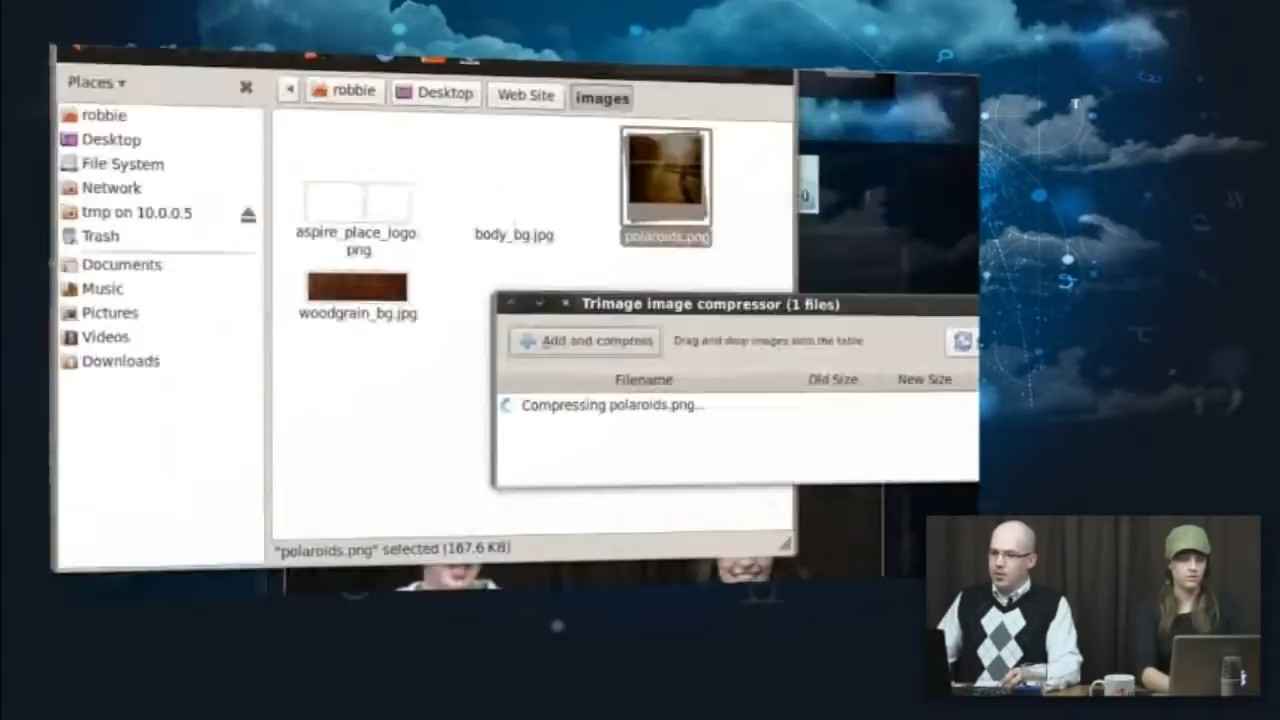 Places
robbie
Desktop
File System
Network
tmp on 10.0.0.5
Trash
Documents
Music
Pictures
Videos
Downloads
robbie Desktop Web Site images
aspire_place_logo.
png
body_bg.jpg
polaroids.png
woodgrain_bg.jpg
"polaroids.png" selected (167.6 KB)
Trimage image compressor (1 files)
Add and compress Drag and drop images onto the table
Filename Old Size New Size
Compressing polaroids.png...